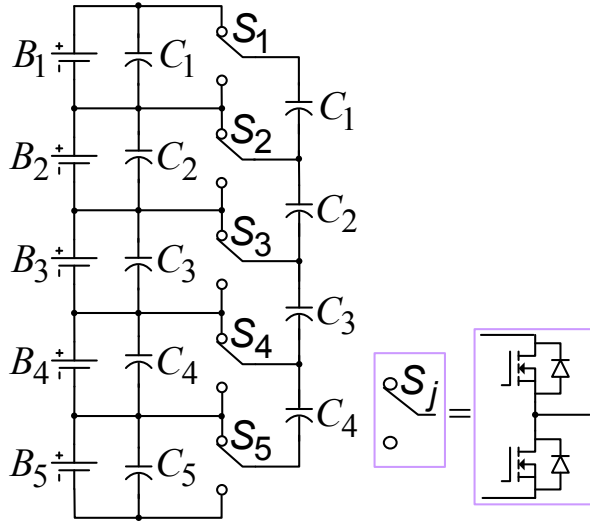 B1 C1 S1
C1
B2 C2 S2
C2
B3 C3 S3
C3
B4 C4 S4
C4
B5 C5 S5
Sj =